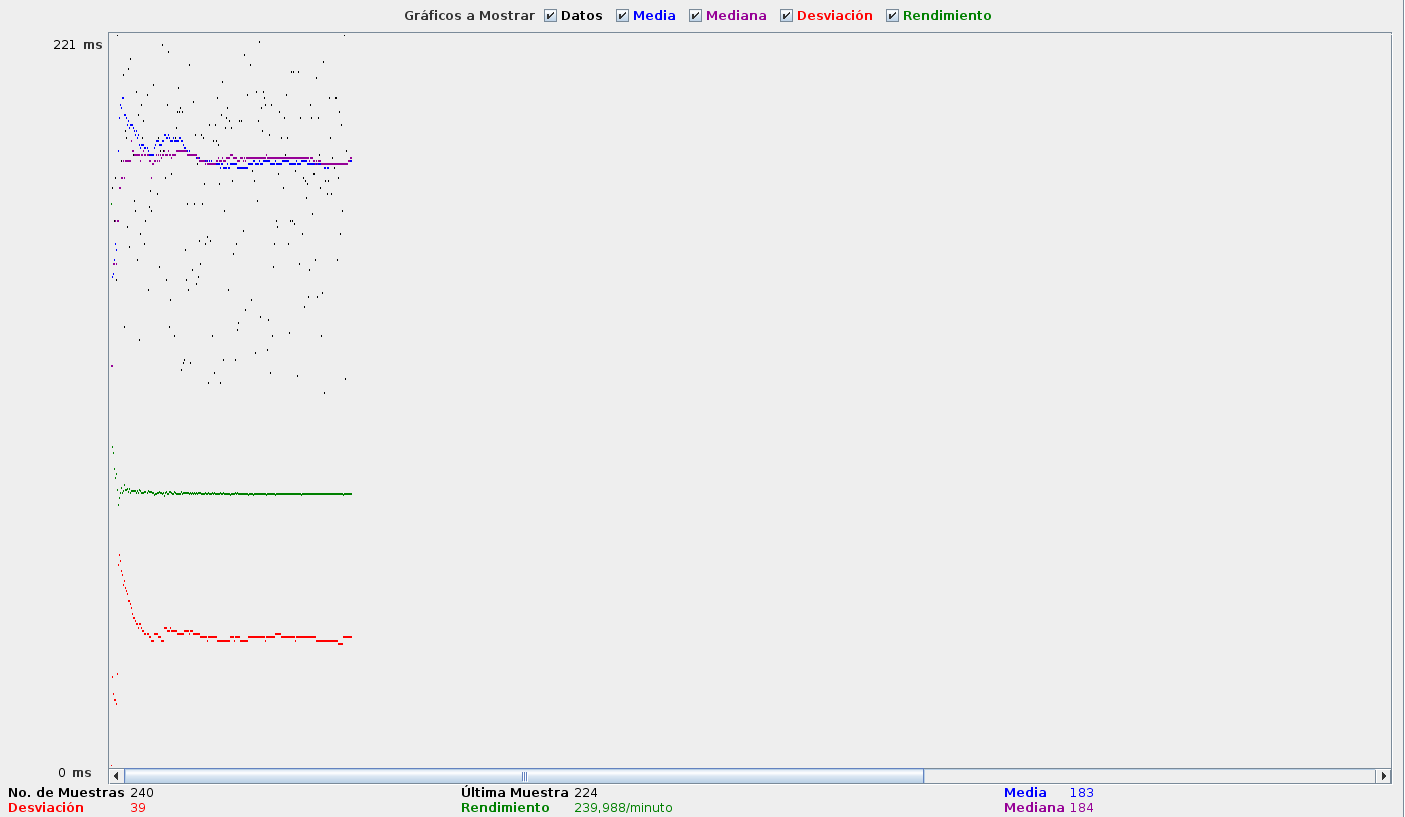 Gráficos a Mostrar Datos Media Mediana Desviación Rendimiento
221 ms
0 ms
No. de Muestras 240 Última Muestra 224 Media 183
Desviación 39 Rendimiento 239,988/minuto Mediana 184